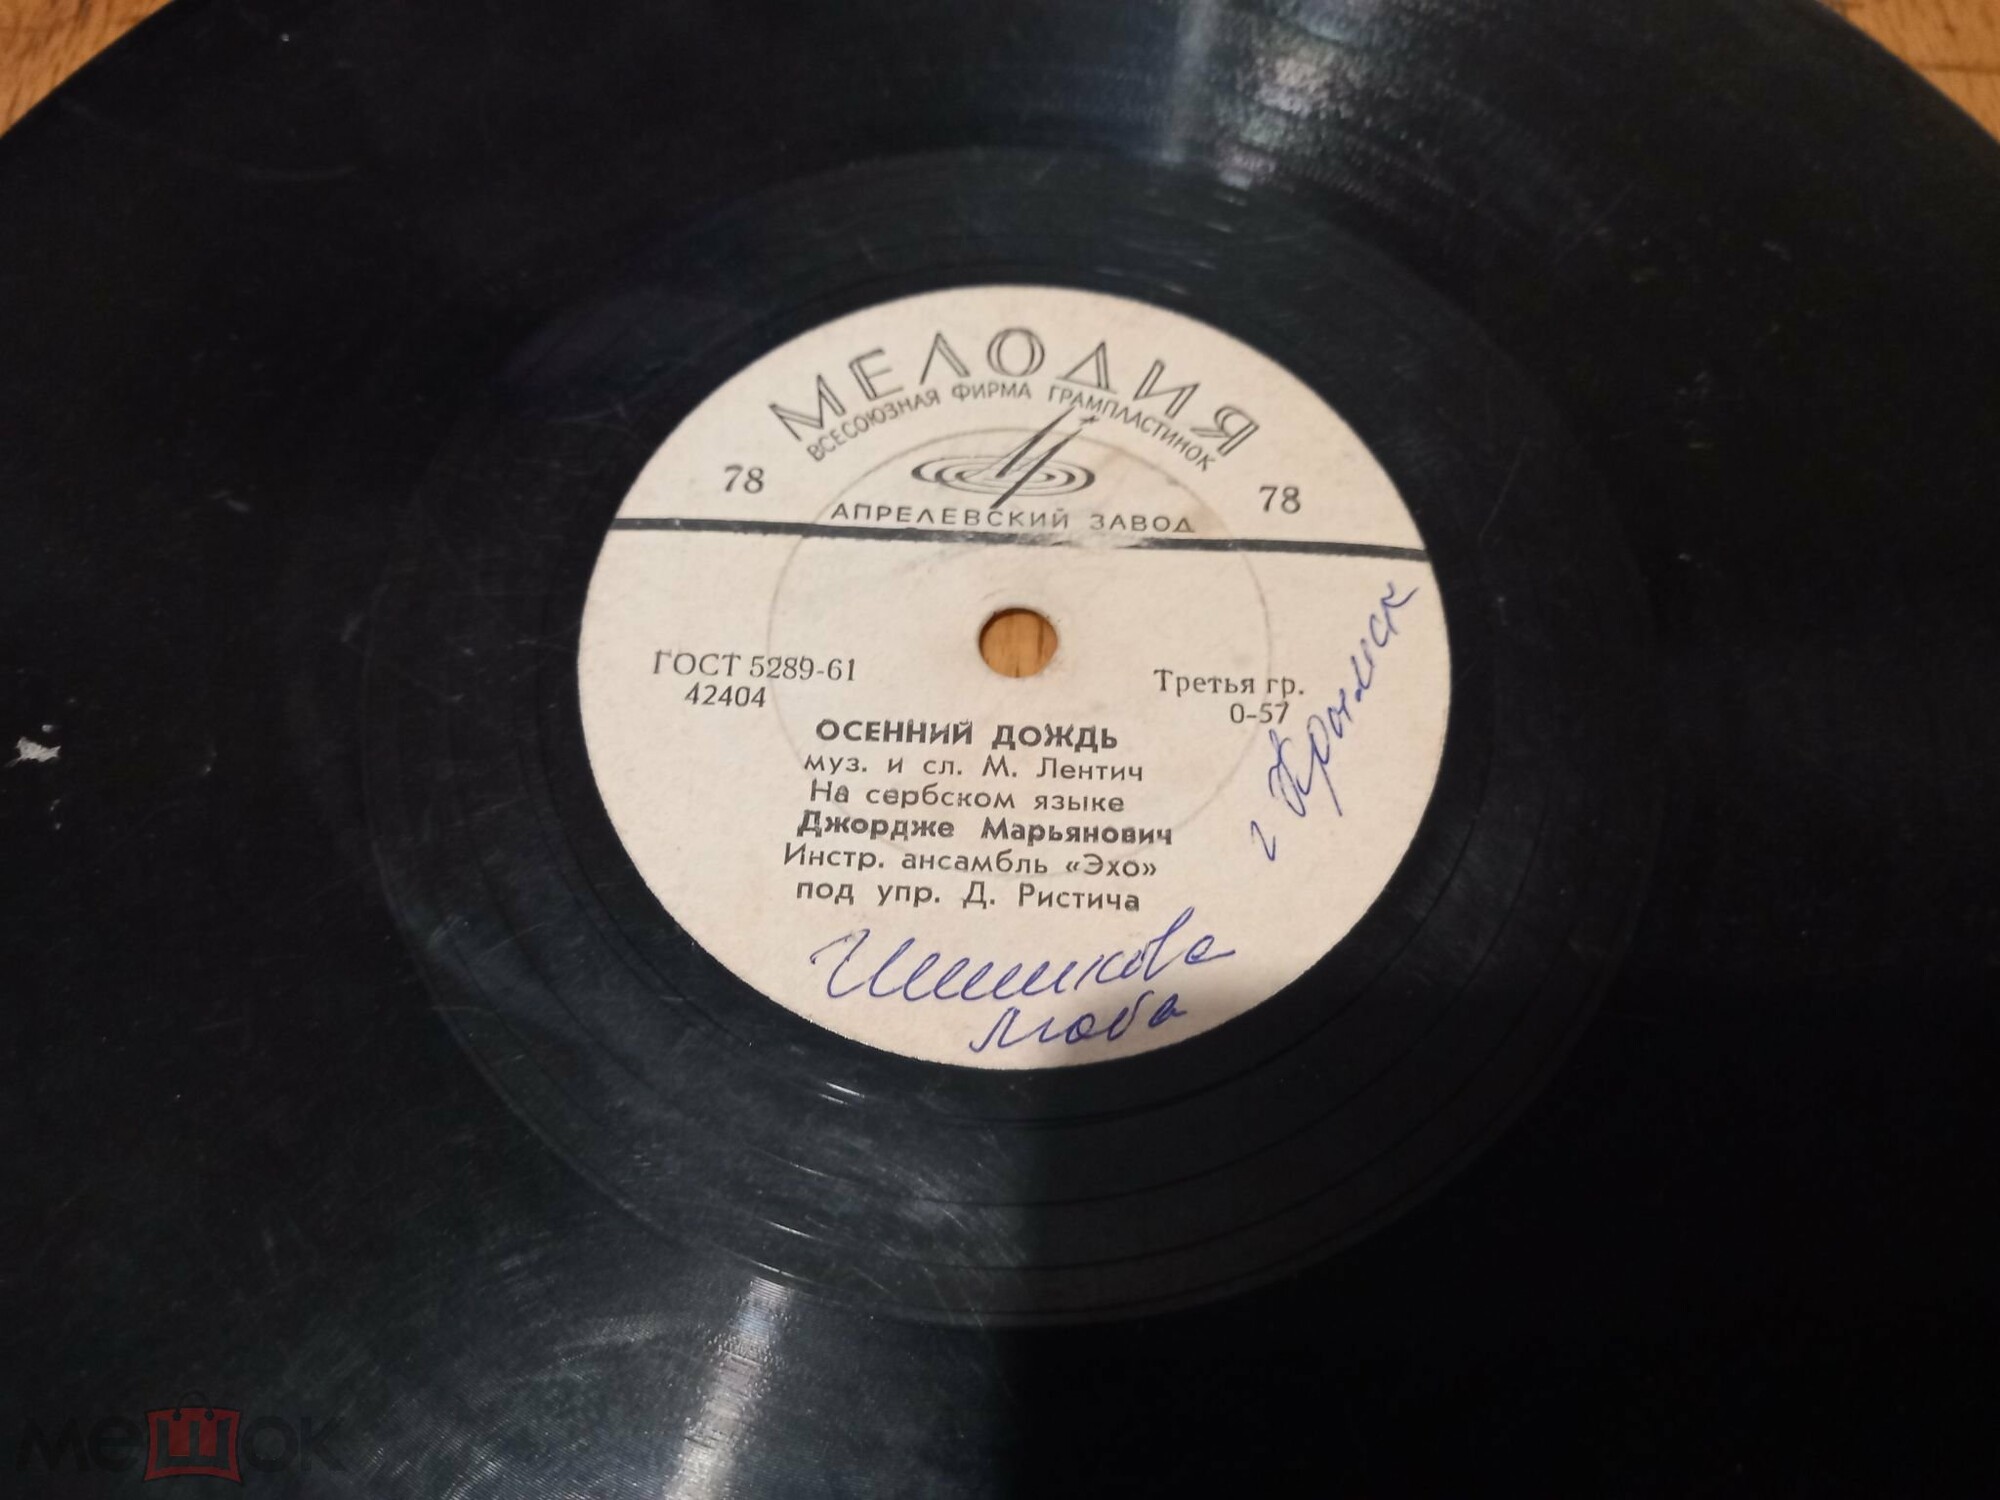 МЕЛОДИЯ
ВСЕСОЮЗНАЯ ФИРМА ГРАМПЛАСТИНОК
78 78
АПРЕЛЕВСКИЙ ЗАВОД
ГОСТ 5289-61
42404
Третья гр.
0-57
ОСЕННИЙ ДОЖДЬ
муз. и сл. М. Лентич
На сербском языке
Джордже Марьянович
Инстр. ансамбль «Эхо»
под упр. Д. Ристича
Люба
мешок